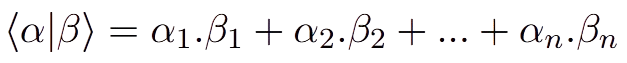 ⟨α|β⟩ = α₁.β₁ + α₂.β₂ + ... + αₙ.βₙ